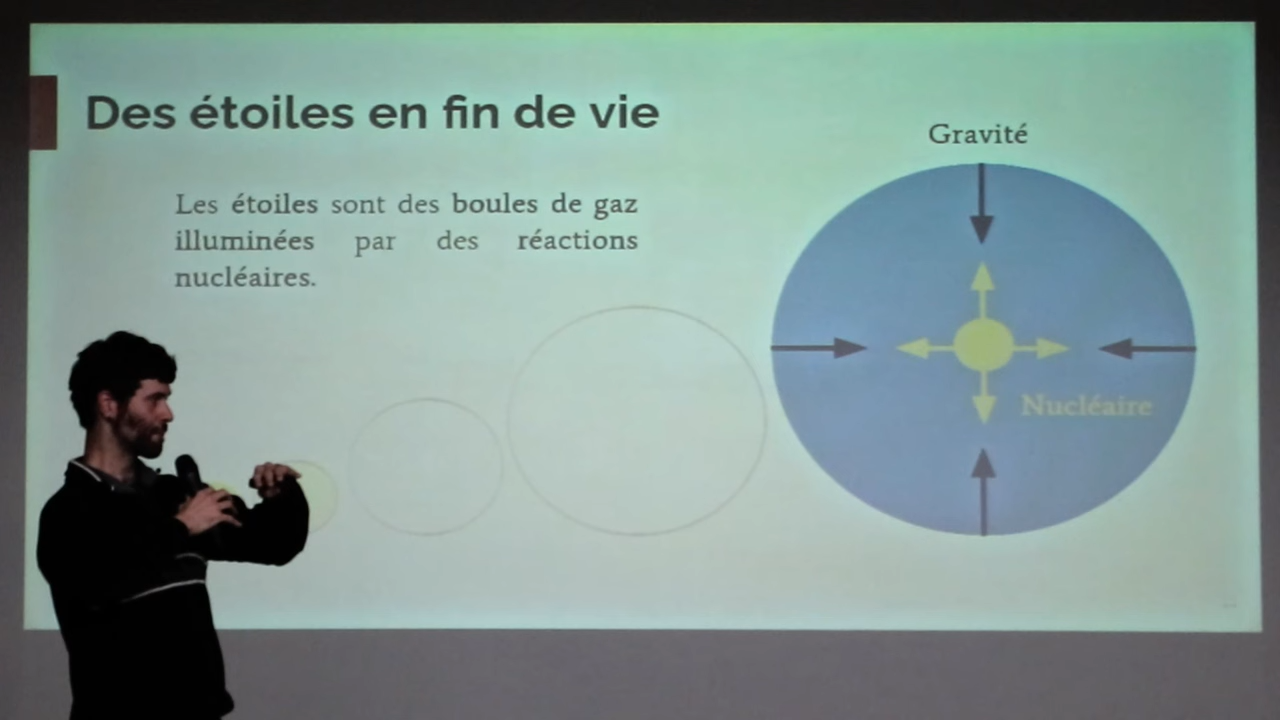 Des étoiles en fin de vie
Gravité
Les étoiles sont des boules de gaz
illuminées par des réactions
nucléaires.
Nucléaire